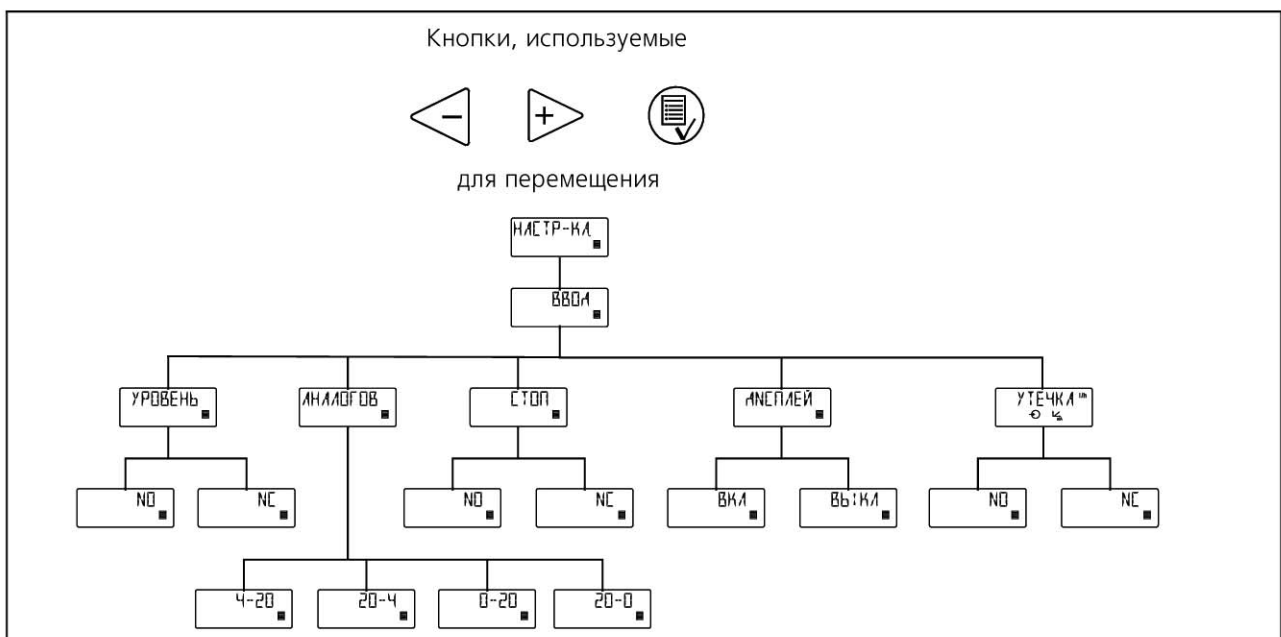 Кнопки, используемые
для перемещения
НАСТР-КА
ВВОД
УРОВЕНЬ
АНАЛОГОВ
СТОП
ДИСПЛЕЙ
УТЕЧКА
NO
NC
NO
NC
ВКЛ
ВЫКЛ
NO
NC
4-20
20-4
0-20
20-0